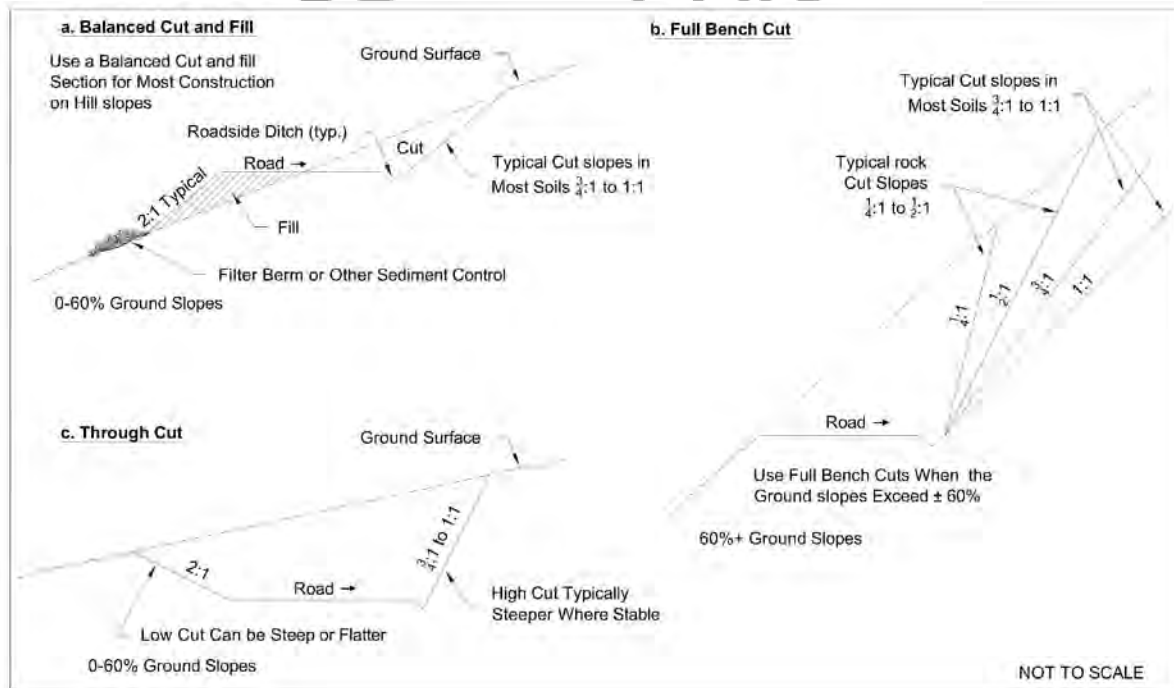 a. Balanced Cut and Fill
Use a Balanced Cut and fill
Section for Most Construction
on Hill slopes
Ground Surface
Roadside Ditch (typ.)
Cut
Road →
2:1 Typical
Typical Cut slopes in
Most Soils 3/4:1 to 1:1
Fill
Filter Berm or Other Sediment Control
0-60% Ground Slopes
b. Full Bench Cut
Typical Cut slopes in
Most Soils 3/4:1 to 1:1
Typical rock
Cut Slopes
1/4:1 to 1/2:1
1/4:1
1/2:1
3/4:1
1:1
Road →
Use Full Bench Cuts When the
Ground slopes Exceed ± 60%
60%+ Ground Slopes
c. Through Cut
Ground Surface
2:1
3/4:1 to 1:1
Road →
High Cut Typically
Steeper Where Stable
Low Cut Can be Steep or Flatter
0-60% Ground Slopes
NOT TO SCALE